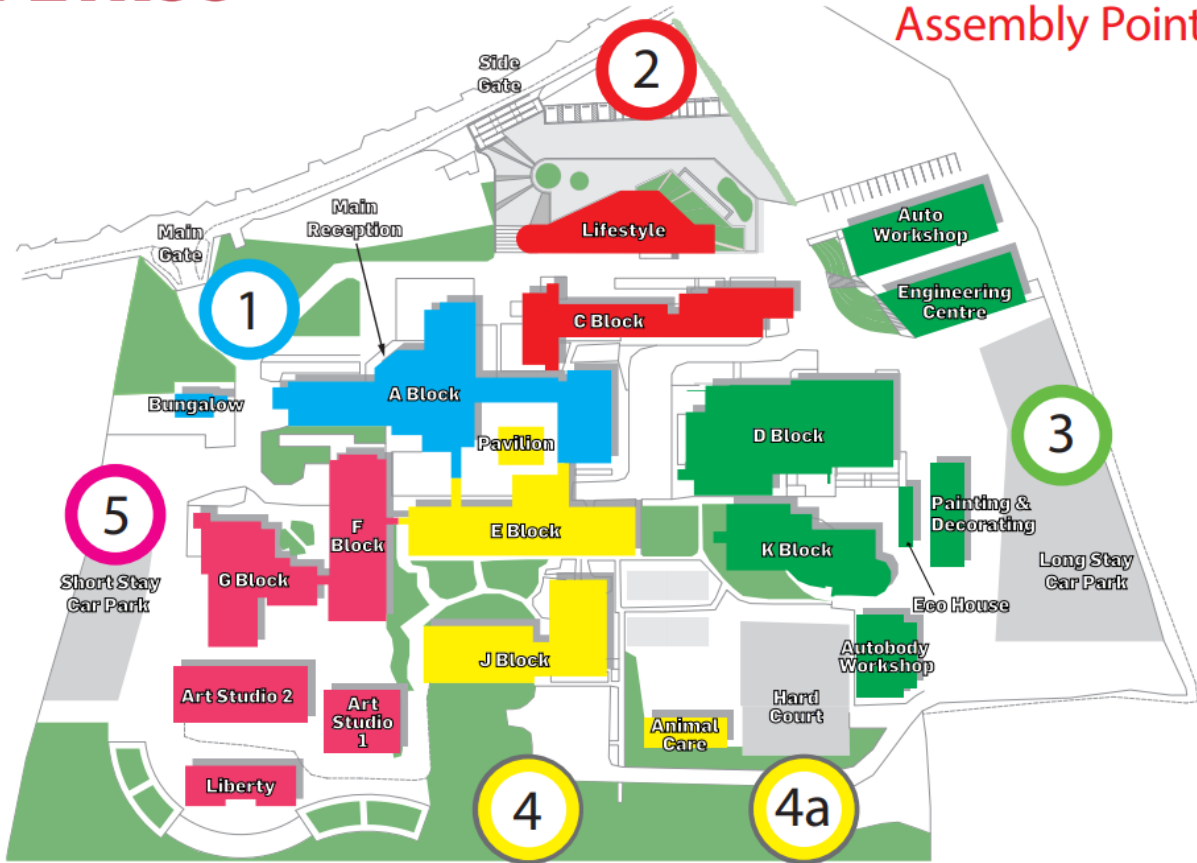 Assembly Point
Side
Gate
2
Main
Reception
Main
Gate
Lifestyle
Auto
Workshop
1
C Block
Engineering
Centre
A Block
Bungalow
Pavilion
D Block
3
5
F
Block
E Block
Painting &
Decorating
K Block
G Block
Short Stay
Car Park
Long Stay
Car Park
Eco House
J Block
Autobody
Workshop
Art Studio 2
Art
Studio
1
Hard
Court
Animal
Care
Liberty
4
4a